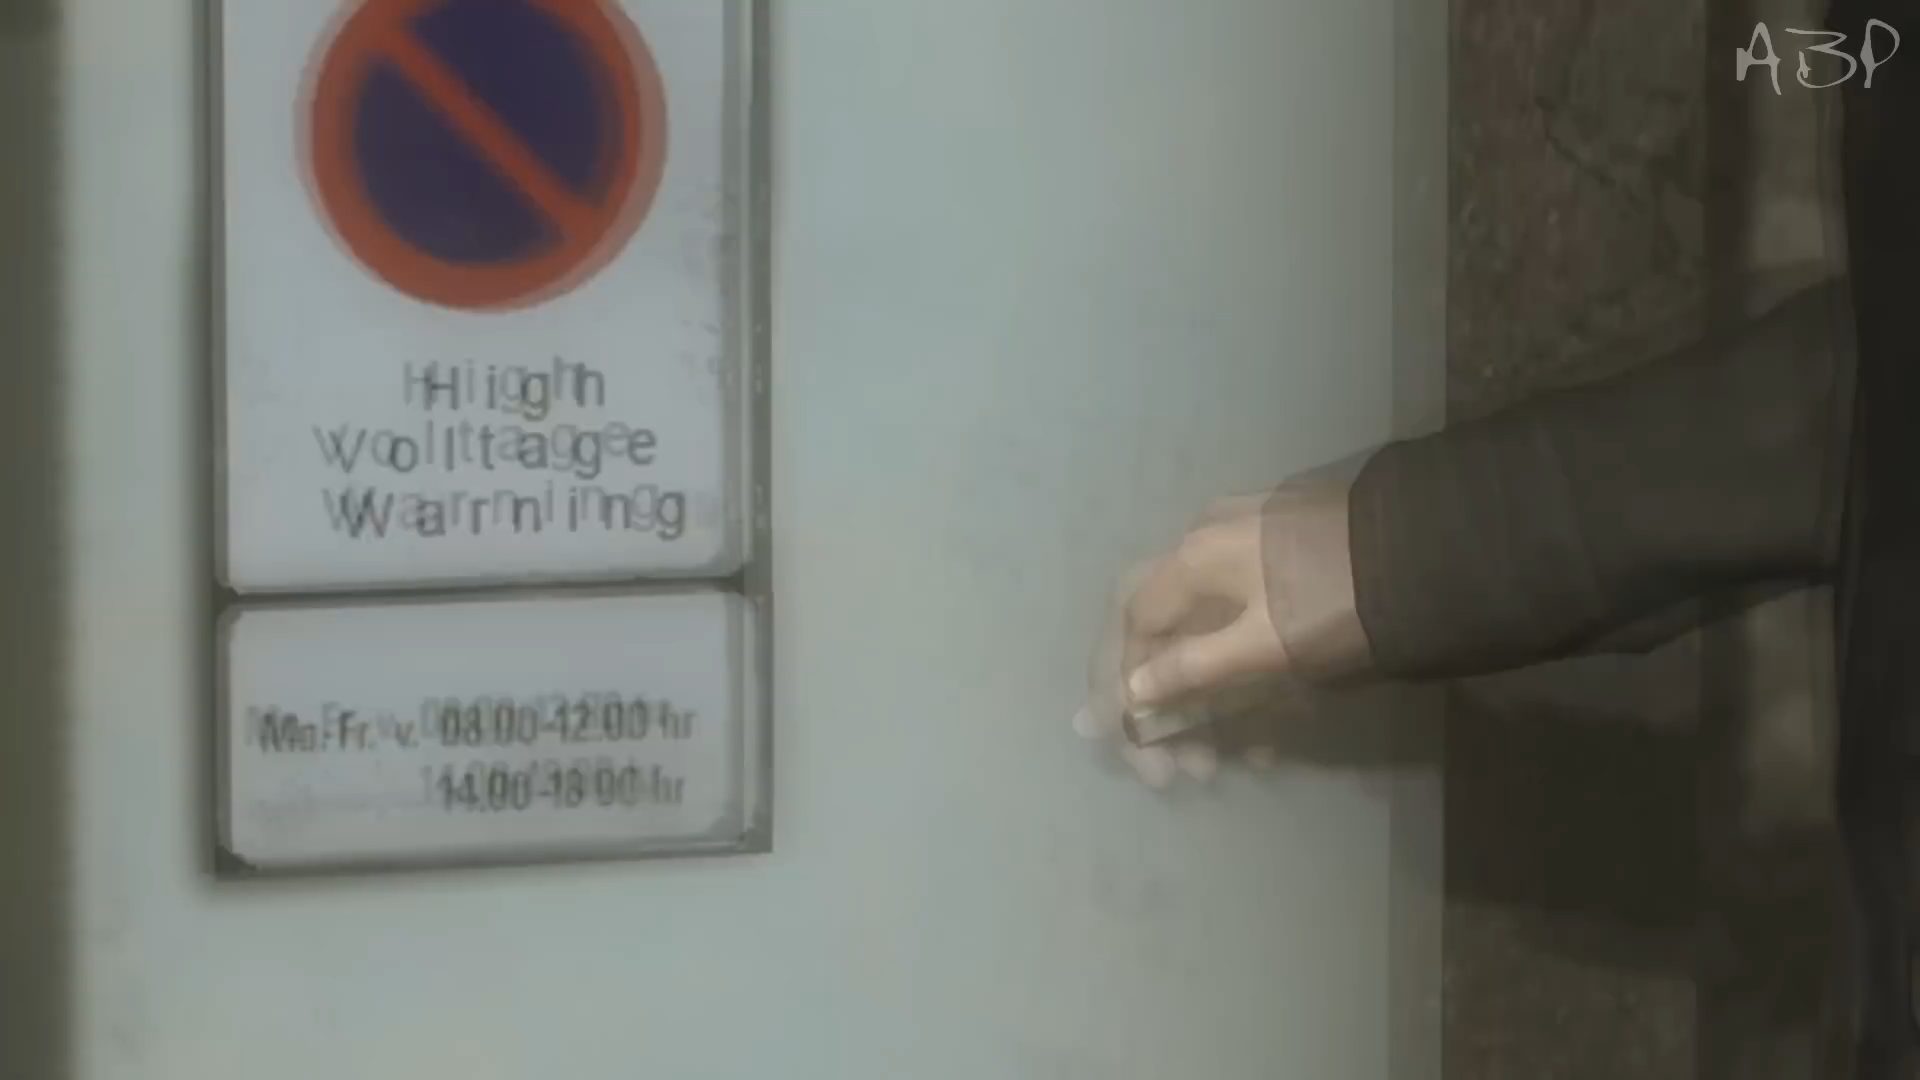 ABP
High
Voltage
Warning
Mo.-Fr. v. 08.00-12.00 hr
14.00-18.00 hr